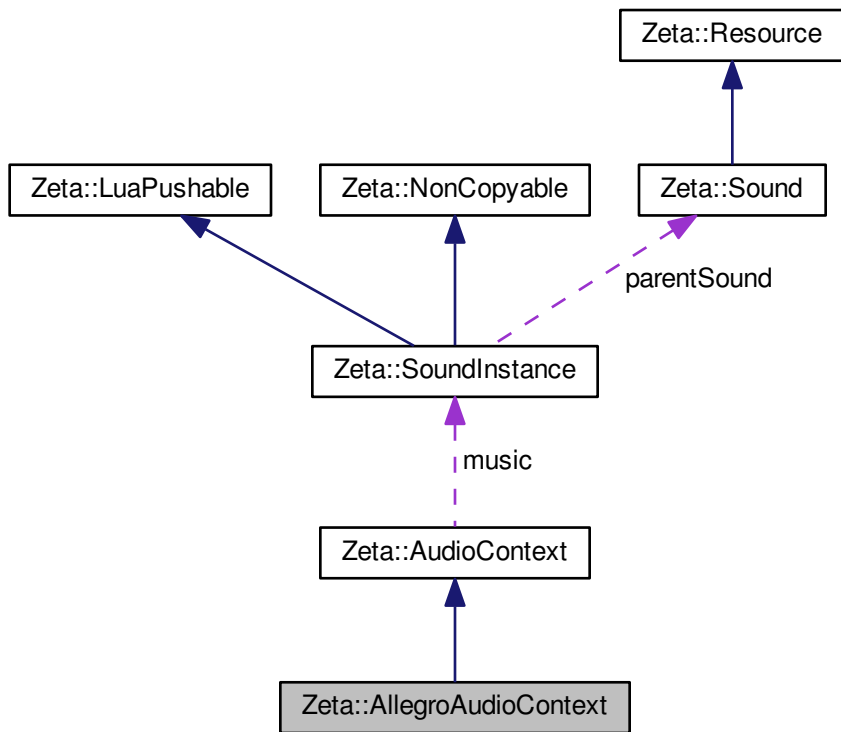 Zeta::Resource
Zeta::LuaPushable
Zeta::NonCopyable
Zeta::Sound
parentSound
Zeta::SoundInstance
music
Zeta::AudioContext
Zeta::AllegroAudioContext